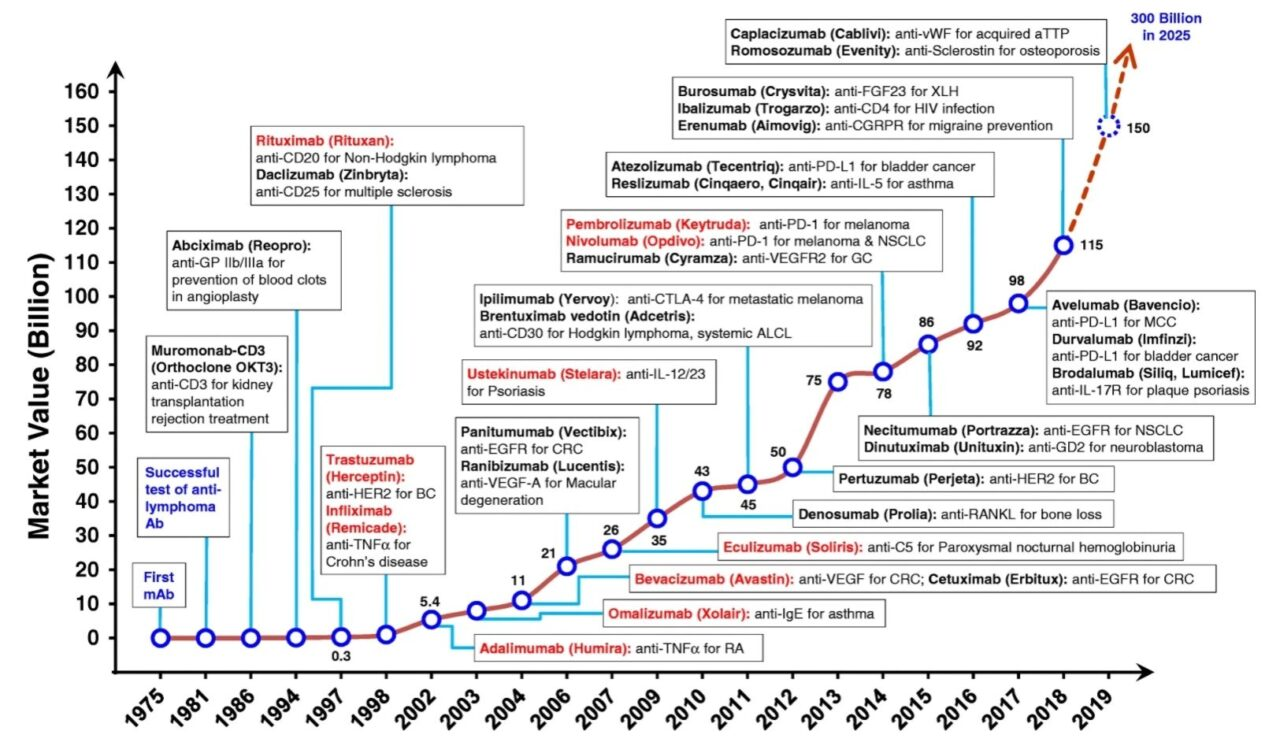 300 Billion
in 2025
Caplacizumab (Cablivi): anti-vWF for acquired aTTP
Romosozumab (Evenity): anti-Sclerostin for osteoporosis
Burosumab (Crysvita): anti-FGF23 for XLH
Ibalizumab (Trogarzo): anti-CD4 for HIV infection
Erenumab (Aimovig): anti-CGRPR for migraine prevention
Atezolizumab (Tecentriq): anti-PD-L1 for bladder cancer
Reslizumab (Cinqaero, Cinqair): anti-IL-5 for asthma
Pembrolizumab (Keytruda): anti-PD-1 for melanoma
Nivolumab (Opdivo): anti-PD-1 for melanoma & NSCLC
Ramucirumab (Cyramza): anti-VEGFR2 for GC
Ipilimumab (Yervoy): anti-CTLA-4 for metastatic melanoma
Brentuximab vedotin (Adcetris):
anti-CD30 for Hodgkin lymphoma, systemic ALCL
Ustekinumab (Stelara): anti-IL-12/23
for Psoriasis
Panitumumab (Vectibix):
anti-EGFR for CRC
Ranibizumab (Lucentis):
anti-VEGF-A for Macular
degeneration
Rituximab (Rituxan):
anti-CD20 for Non-Hodgkin lymphoma
Daclizumab (Zinbryta):
anti-CD25 for multiple sclerosis
Abciximab (Reopro):
anti-GP IIb/IIIa for
prevention of blood clots
in angioplasty
Muromonab-CD3
(Orthoclone OKT3):
anti-CD3 for kidney
transplantation
rejection treatment
Successful
test of anti-
lymphoma
Ab
First
mAb
Trastuzumab
(Herceptin):
anti-HER2 for BC
Infliximab
(Remicade):
anti-TNFα for
Crohn's disease
Avelumab (Bavencio):
anti-PD-L1 for MCC
Durvalumab (Imfinzi):
anti-PD-L1 for bladder cancer
Brodalumab (Siliq, Lumicef):
anti-IL-17R for plaque psoriasis
Necitumumab (Portrazza): anti-EGFR for NSCLC
Dinutuximab (Unituxin): anti-GD2 for neuroblastoma
Pertuzumab (Perjeta): anti-HER2 for BC
Denosumab (Prolia): anti-RANKL for bone loss
Eculizumab (Soliris): anti-C5 for Paroxysmal nocturnal hemoglobinuria
Bevacizumab (Avastin): anti-VEGF for CRC; Cetuximab (Erbitux): anti-EGFR for CRC
Omalizumab (Xolair): anti-IgE for asthma
Adalimumab (Humira): anti-TNFα for RA
0.3
5.4
11
21
26
35
43
45
50
75
78
86
92
98
115
150
Market Value (Billion)
160
150
140
130
120
110
100
90
80
70
60
50
40
30
20
10
0
1975
1981
1986
1994
1997
1998
2002
2003
2004
2006
2007
2009
2010
2011
2012
2013
2014
2015
2016
2017
2018
2019